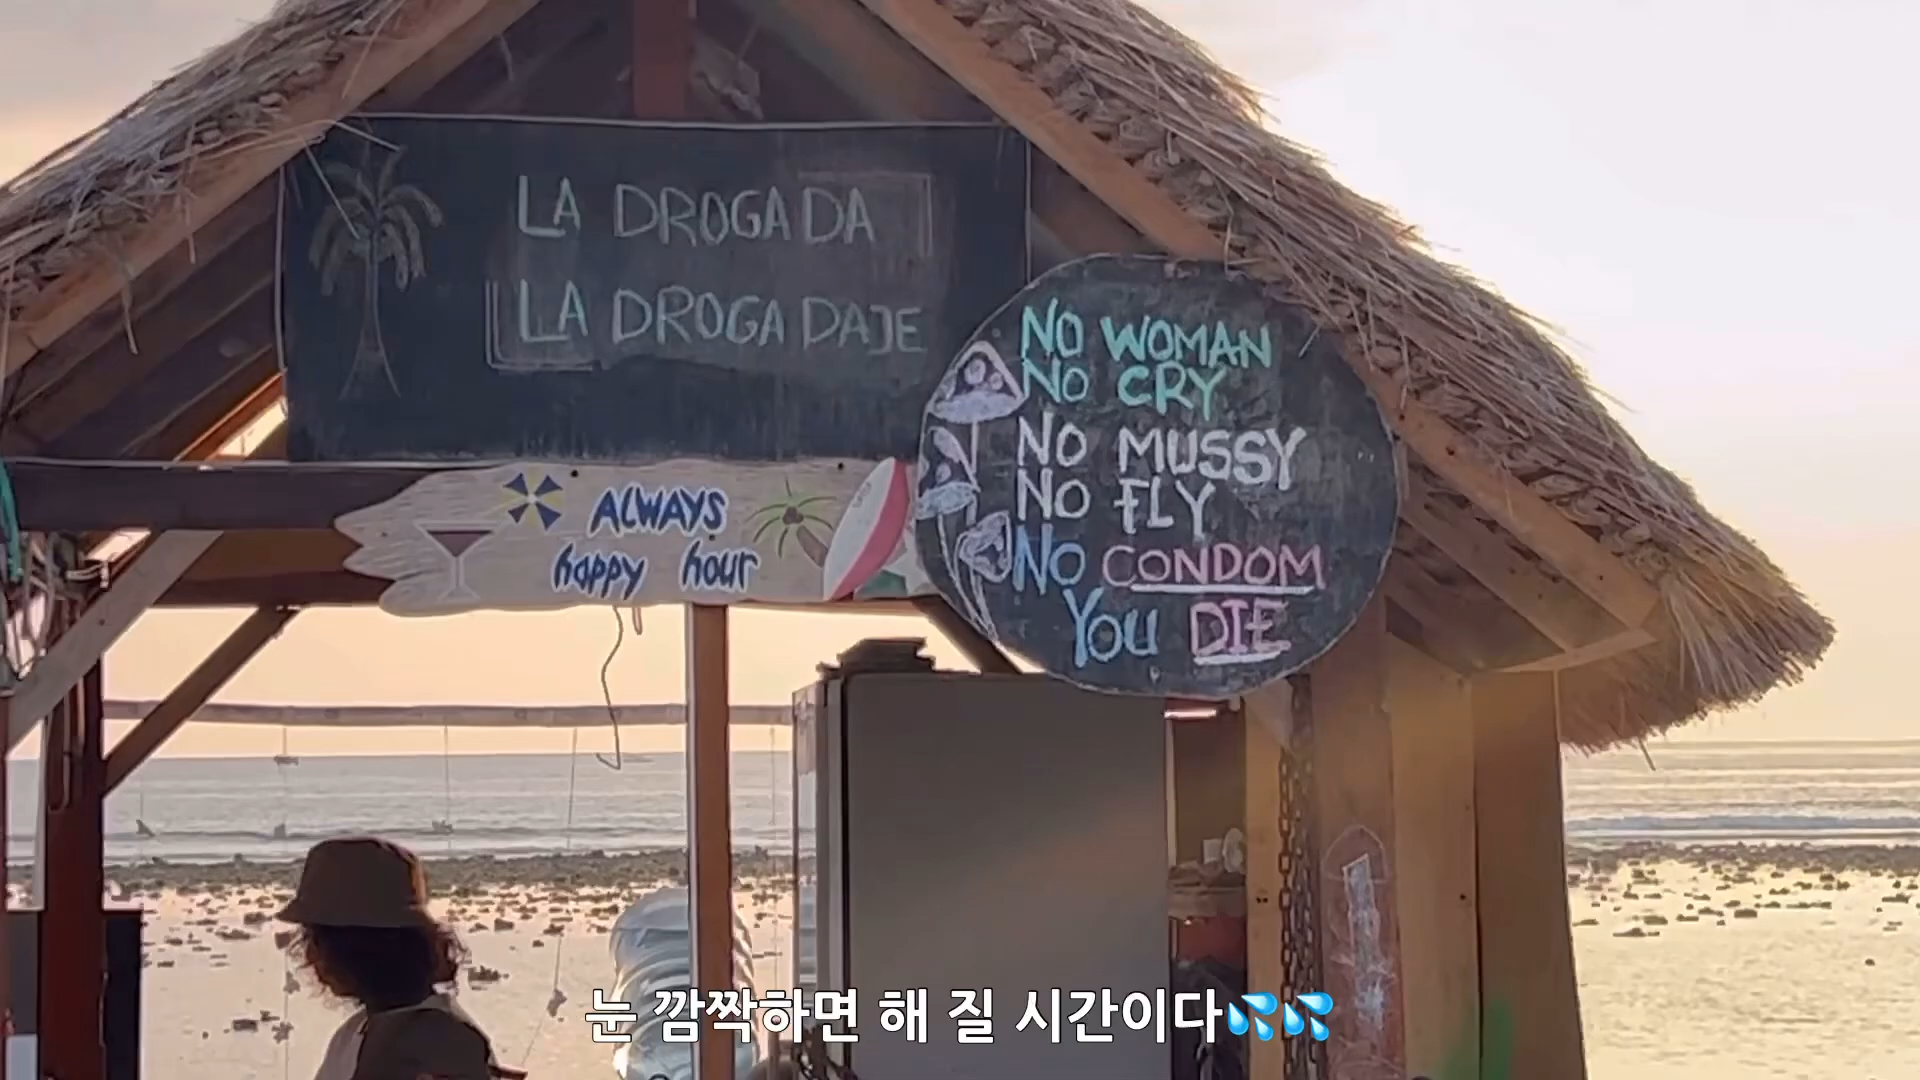 LA DROGA DA
LA DROGA DAJE
NO WOMAN
NO CRY
NO MUSSY
NO FLY
NO CONDOM
YOU DIE
ALWAYS
happy hour
눈 깜짝하면 해 질 시간이다💦💦